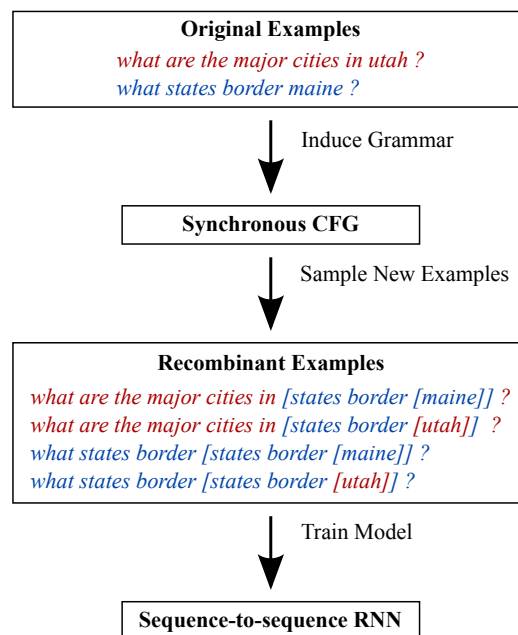 Original Examples
what are the major cities in utah ?
what states border maine ?
Induce Grammar
Synchronous CFG
Sample New Examples
Recombinant Examples
what are the major cities in [states border [maine]] ?
what are the major cities in [states border [utah]] ?
what states border [states border [maine]] ?
what states border [states border [utah]] ?
Train Model
Sequence-to-sequence RNN